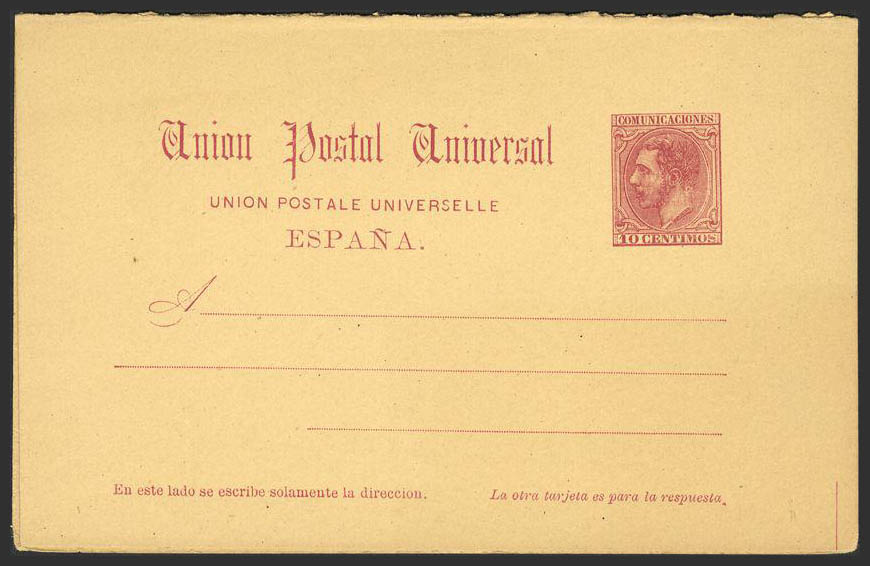 COMUNICACIONES
Union Postal Universal
UNION POSTALE UNIVERSELLE
ESPAÑA.
10 CENTIMOS
A
En este lado se escribe solamente la direccion.
La otra tarjeta es para la respuesta.